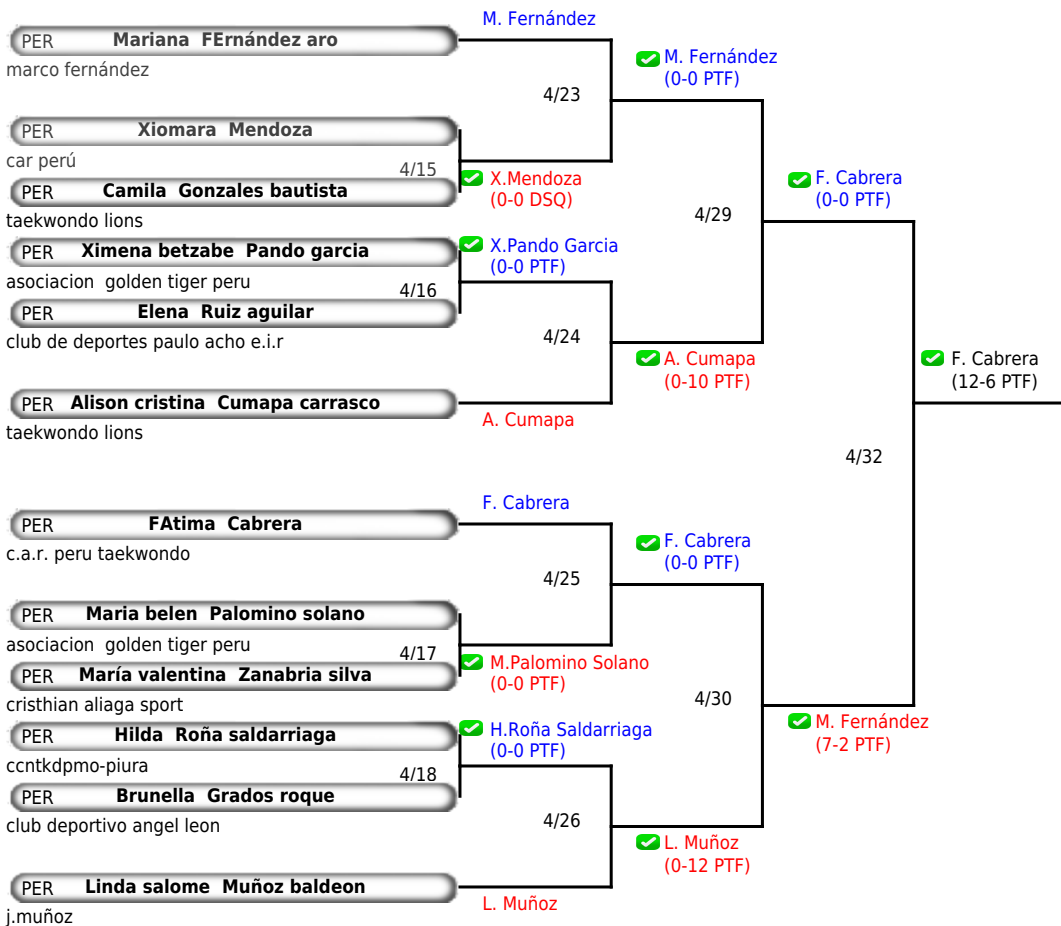 M. Fernández
PER Mariana FErnández aro
marco fernández
M. Fernández
(0-0 PTF)
4/23
PER Xiomara Mendoza
car perú
4/15
X.Mendoza
(0-0 DSQ)
PER Camila Gonzales bautista
taekwondo lions
F. Cabrera
(0-0 PTF)
4/29
PER Ximena betzabe Pando garcia
X.Pando Garcia
(0-0 PTF)
asociacion golden tiger peru
4/16
PER Elena Ruiz aguilar
club de deportes paulo acho e.i.r
4/24
A. Cumapa
(0-10 PTF)
F. Cabrera
(12-6 PTF)
PER Alison cristina Cumapa carrasco
A. Cumapa
taekwondo lions
4/32
F. Cabrera
PER FAtima Cabrera
c.a.r. peru taekwondo
F. Cabrera
(0-0 PTF)
4/25
PER Maria belen Palomino solano
asociacion golden tiger peru
4/17
M.Palomino Solano
(0-0 PTF)
PER María valentina Zanabria silva
cristhian aliaga sport
4/30
M. Fernández
(7-2 PTF)
PER Hilda Roña saldarriaga
H.Roña Saldarriaga
(0-0 PTF)
ccntkdpmo-piura
4/18
PER Brunella Grados roque
club deportivo angel leon
4/26
L. Muñoz
(0-12 PTF)
PER Linda salome Muñoz baldeon
L. Muñoz
j.muñoz